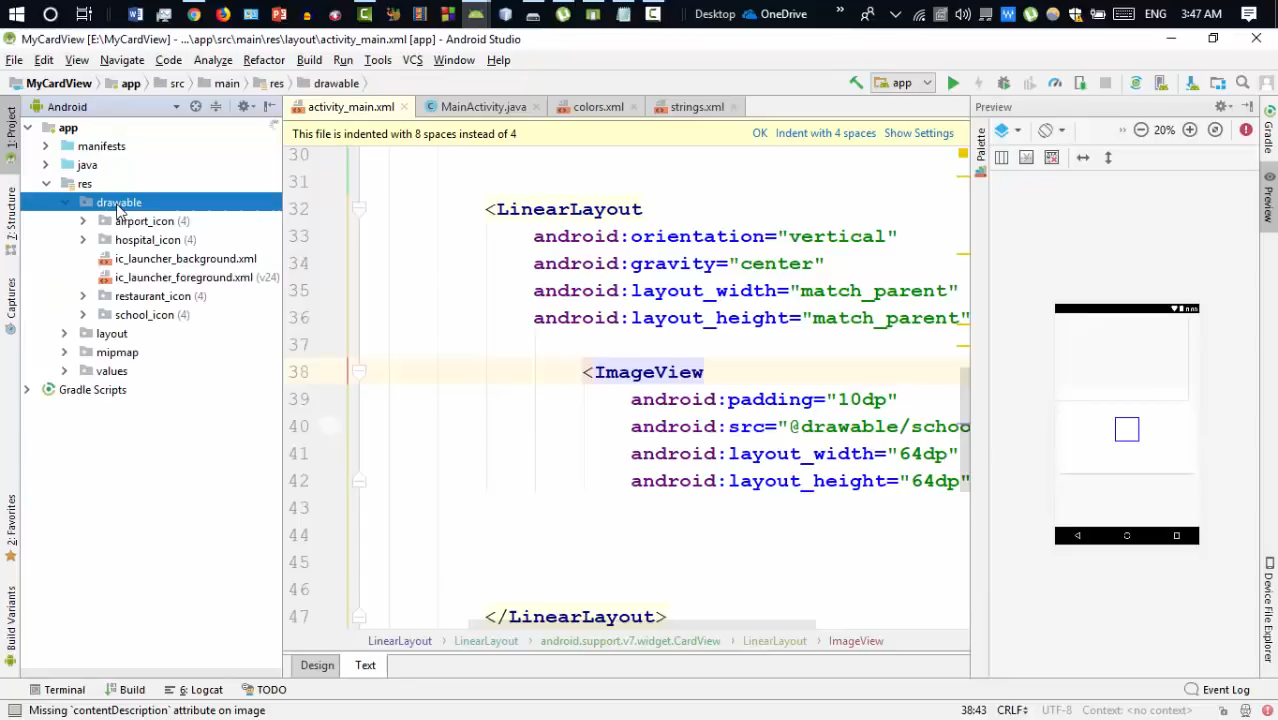 Desktop
OneDrive
ENG
3:47 AM
MyCardView [E:\MyCardView] - ...\app\src\main\res\layout\activity_main.xml [app] - Android Studio
File Edit View Navigate Code Analyze Refactor Build Run Tools VCS Window Help
MyCardView app src main res drawable
app
Android
activity_main.xml
MainActivity.java
colors.xml
strings.xml
Preview
This file is indented with 8 spaces instead of 4
OK Indent with 4 spaces Show Settings
20%
1: Project
Z: Structure
Captures
2: Favorites
Build Variants
app
manifests
java
res
drawable
airport_icon (4)
hospital_icon (4)
ic_launcher_background.xml
ic_launcher_foreground.xml (v24)
restaurant_icon (4)
school_icon (4)
layout
mipmap
values
Gradle Scripts
30
31
32 <LinearLayout
33 android:orientation="vertical"
34 android:gravity="center"
35 android:layout_width="match_parent"
36 android:layout_height="match_parent"
37
38 <ImageView
39 android:padding="10dp"
40 android:src="@drawable/schoo
41 android:layout_width="64dp"
42 android:layout_height="64dp"
43
44
45
46
47 </LinearLayout>
Palette
Gradle
Preview
Device File Explorer
LinearLayout LinearLayout android.support.v7.widget.CardView LinearLayout ImageView
Design Text
Terminal Build 6: Logcat TODO
Event Log
Missing `contentDescription` attribute on image
38:43 CRLF UTF-8 Context: <no context>